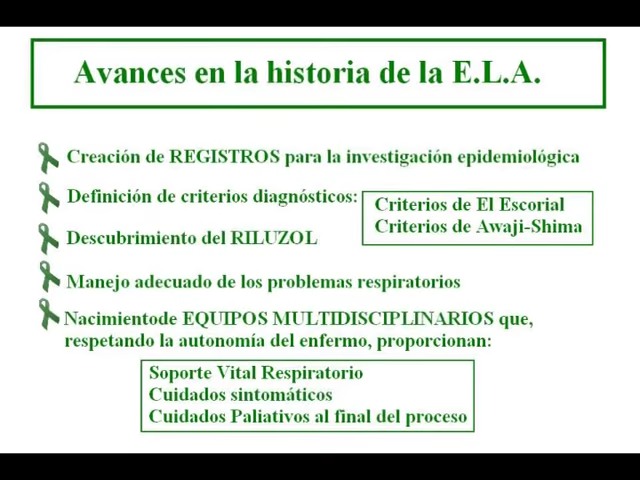 Avances en la historia de la E.L.A.
Creación de REGISTROS para la investigación epidemiológica
Definición de criterios diagnósticos:
Criterios de El Escorial
Criterios de Awaji-Shima
Descubrimiento del RILUZOL
Manejo adecuado de los problemas respiratorios
Nacimientode EQUIPOS MULTIDISCIPLINARIOS que,
respetando la autonomía del enfermo, proporcionan:
Soporte Vital Respiratorio
Cuidados sintomáticos
Cuidados Paliativos al final del proceso